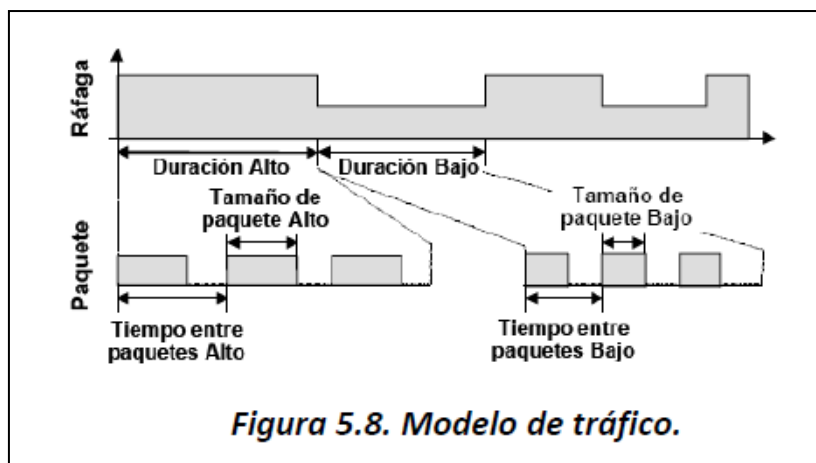 Ráfaga
Duración Alto
Duración Bajo
Tamaño de
paquete Alto
Tamaño de
paquete Bajo
Paquete
Tiempo entre
paquetes Alto
Tiempo entre
paquetes Bajo
Figura 5.8. Modelo de tráfico.